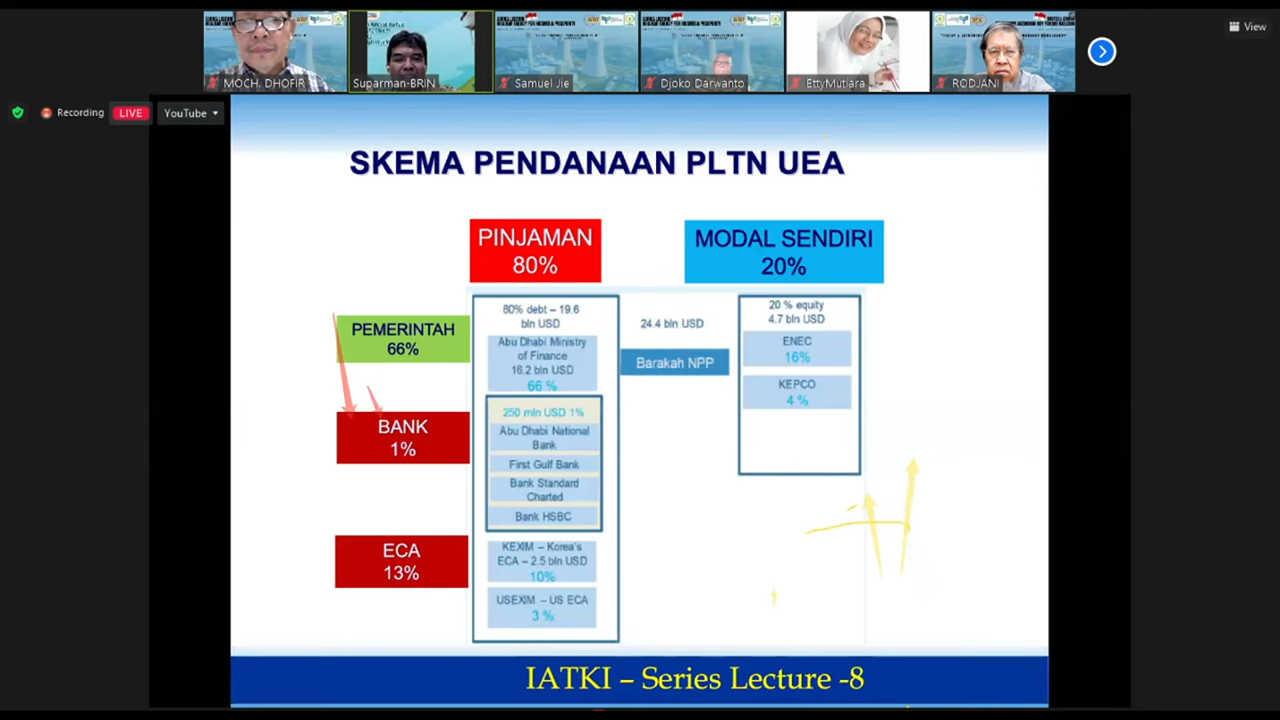 MOCH. DHOFIR
Suparman-BRIN
Samuel Jie
Djoko Darwanto
EttyMutiara
RODJANI
View
Recording
LIVE
YouTube
SKEMA PENDANAAN PLTN UEA
PINJAMAN
80%
MODAL SENDIRI
20%
PEMERINTAH
66%
BANK
1%
ECA
13%
80% debt – 19.6
bln USD
Abu Dhabi Ministry
of Finance
16.2 bln USD
66 %
250 mln USD 1%
Abu Dhabi National
Bank
First Gulf Bank
Bank Standard
Charted
Bank HSBC
KEXIM – Korea's
ECA – 2.5 bln USD
10%
USEXIM – US ECA
3 %
24.4 bln USD
Barakah NPP
20 % equity
4.7 bln USD
ENEC
16%
KEPCO
4 %
IATKI – Series Lecture -8